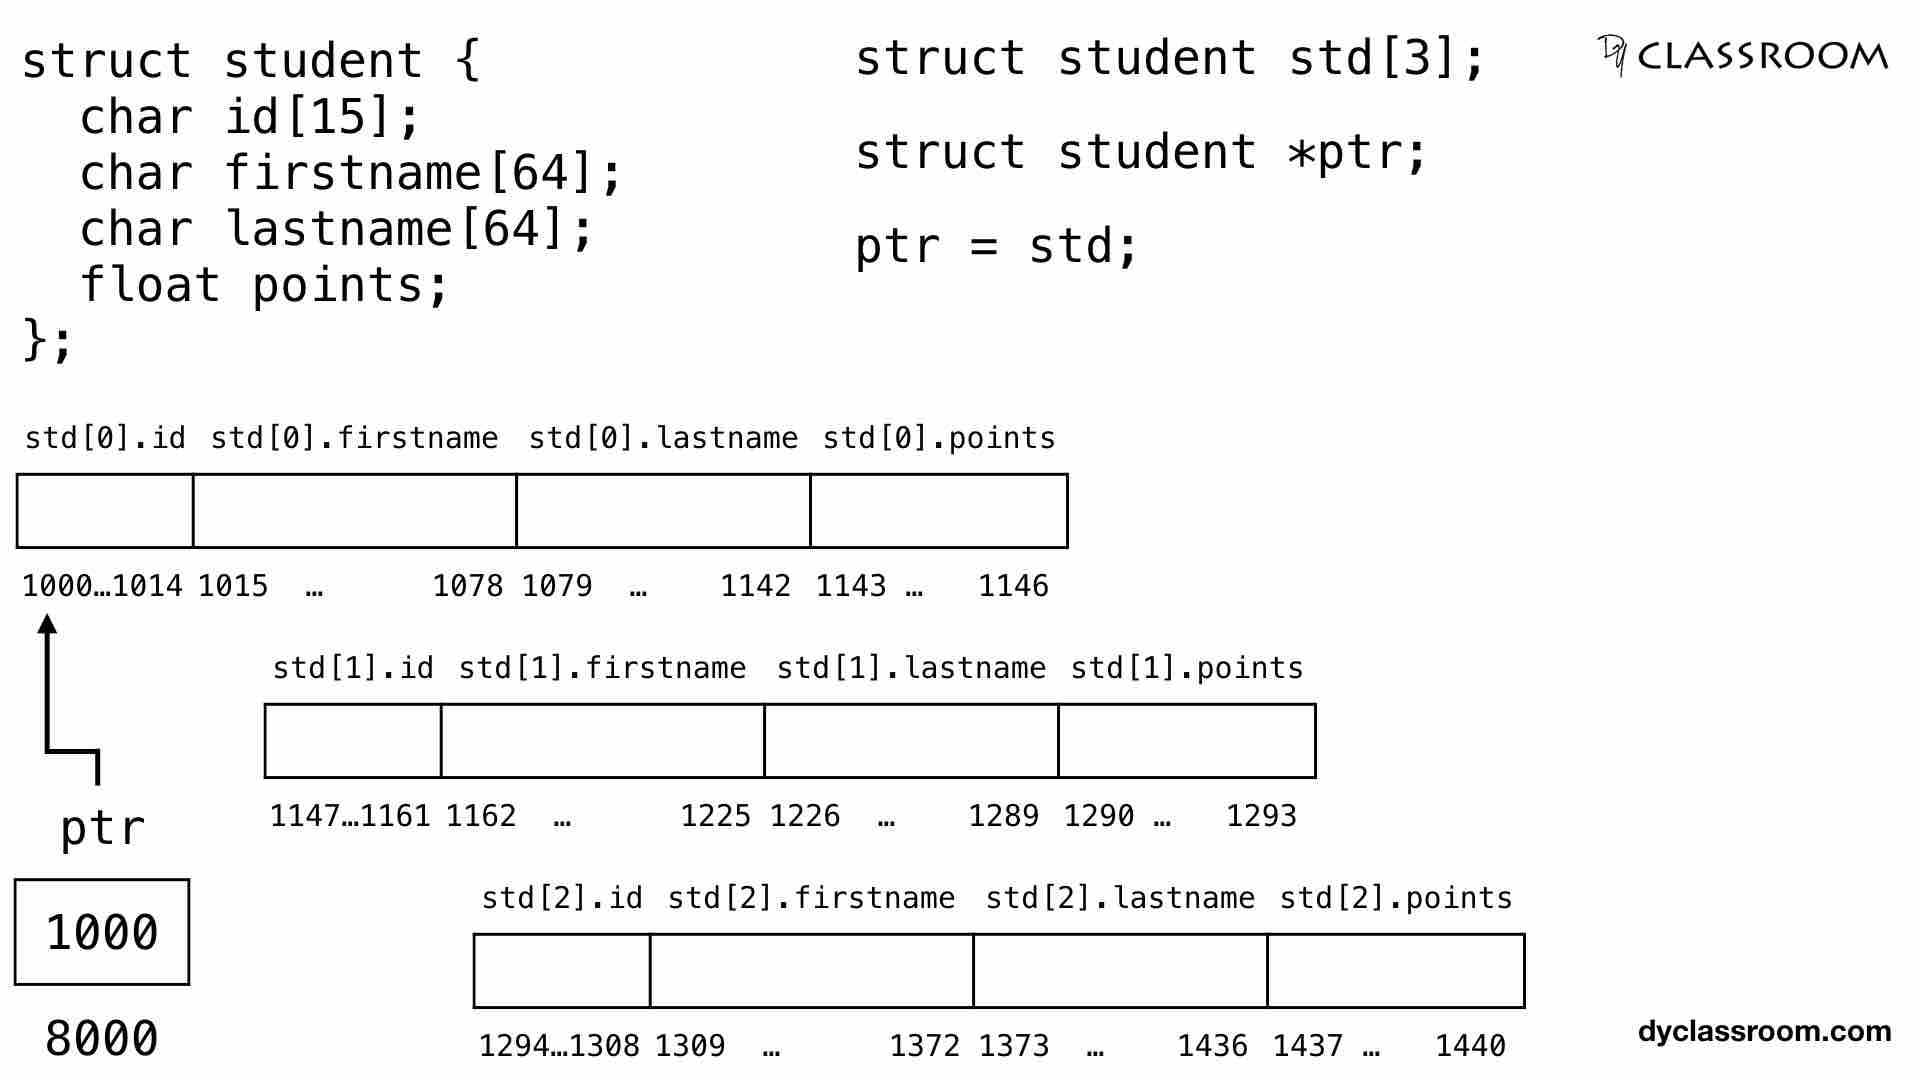 struct student {
char id[15];
char firstname[64];
char lastname[64];
float points;
};
struct student std[3];
struct student *ptr;
ptr = std;
DY CLASSROOM
std[0].id std[0].firstname std[0].lastname std[0].points
1000…1014 1015 … 1078 1079 … 1142 1143 … 1146
std[1].id std[1].firstname std[1].lastname std[1].points
1147…1161 1162 … 1225 1226 … 1289 1290 … 1293
ptr
1000
8000
std[2].id std[2].firstname std[2].lastname std[2].points
1294…1308 1309 … 1372 1373 … 1436 1437 … 1440
dyclassroom.com